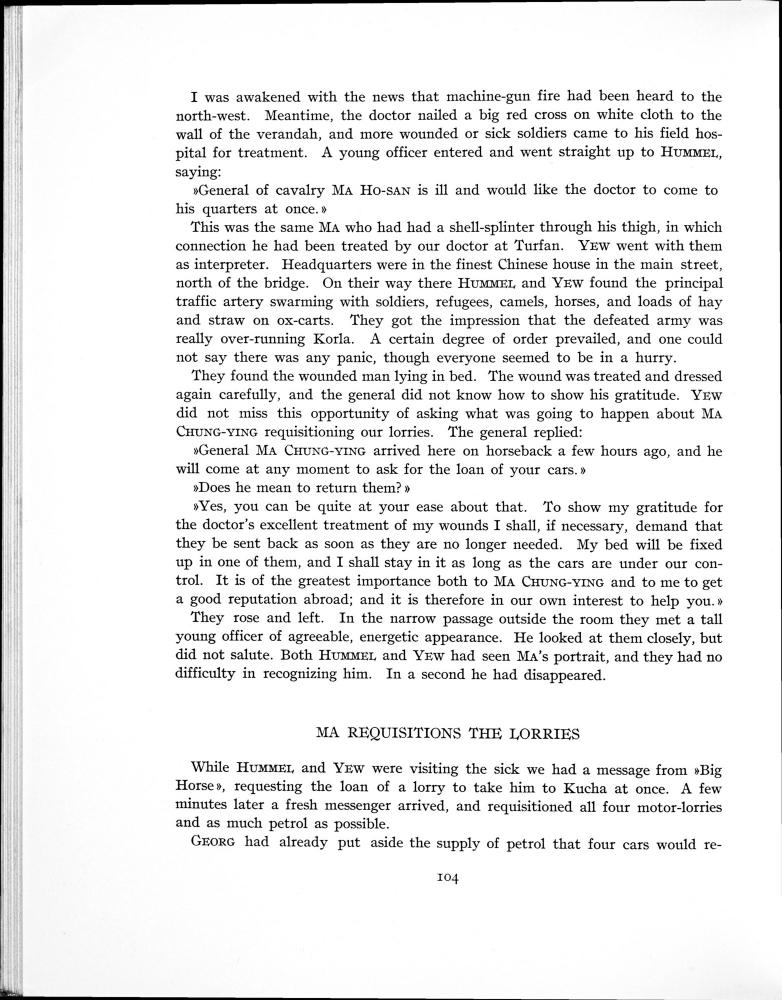 I was awakened with the news that machine-gun fire had been heard to the
north-west. Meantime, the doctor nailed a big red cross on white cloth to the
wall of the verandah, and more wounded or sick soldiers came to his field hos-
pital for treatment. A young officer entered and went straight up to HUMMEL,
saying:
»General of cavalry MA HO-SAN is ill and would like the doctor to come to
his quarters at once.»
This was the same MA who had had a shell-splinter through his thigh, in which
connection he had been treated by our doctor at Turfan. YEW went with them
as interpreter. Headquarters were in the finest Chinese house in the main street,
north of the bridge. On their way there HUMMEL and YEW found the principal
traffic artery swarming with soldiers, refugees, camels, horses, and loads of hay
and straw on ox-carts. They got the impression that the defeated army was
really over-running Korla. A certain degree of order prevailed, and one could
not say there was any panic, though everyone seemed to be in a hurry.
They found the wounded man lying in bed. The wound was treated and dressed
again carefully, and the general did not know how to show his gratitude. YEW
did not miss this opportunity of asking what was going to happen about MA
CHUNG-YING requisitioning our lorries. The general replied:
»General MA CHUNG-YING arrived here on horseback a few hours ago, and he
will come at any moment to ask for the loan of your cars.»
»Does he mean to return them?»
»Yes, you can be quite at your ease about that. To show my gratitude for
the doctor's excellent treatment of my wounds I shall, if necessary, demand that
they be sent back as soon as they are no longer needed. My bed will be fixed
up in one of them, and I shall stay in it as long as the cars are under our con-
trol. It is of the greatest importance both to MA CHUNG-YING and to me to get
a good reputation abroad; and it is therefore in our own interest to help you.»
They rose and left. In the narrow passage outside the room they met a tall
young officer of agreeable, energetic appearance. He looked at them closely, but
did not salute. Both HUMMEL and YEW had seen MA's portrait, and they had no
difficulty in recognizing him. In a second he had disappeared.
MA REQUISITIONS THE LORRIES
While HUMMEL and YEW were visiting the sick we had a message from »Big
Horse», requesting the loan of a lorry to take him to Kucha at once. A few
minutes later a fresh messenger arrived, and requisitioned all four motor-lorries
and as much petrol as possible.
GEORG had already put aside the supply of petrol that four cars would re-
104